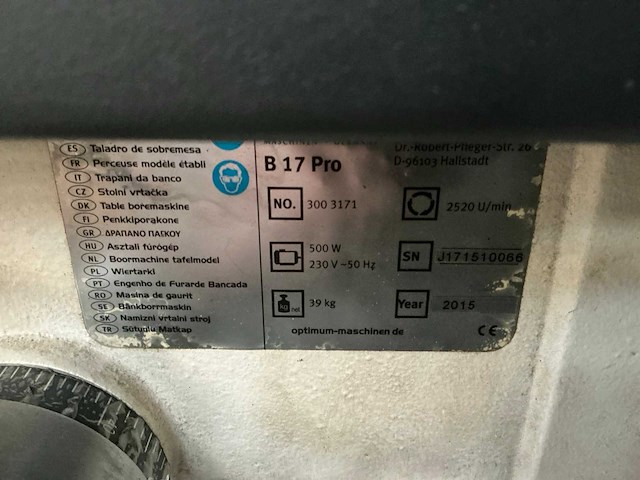 ES Taladro de sobremesa
FR Perceuse modèle établi
IT Trapani da banco
CZ Stolní vrtačka
DK Table boremaskine
FI Penkkiporakone
GR ΔΡΑΠΑΝΟ ΠΑΓΚΟΥ
HU Asztali fúrógép
NL Boormachine tafelmodel
PL Wiertarki
PT Engenho de Furarde Bancada
RO Masina de gaurit
SE Bänkborrmaskin
SK Namizni vrtalni stroj
TR Sütunlu Matkap
Dr.-Robert-Pfleger-Str. 26
D-96103 Hallstadt
B 17 Pro
NO. 300 3171
2520 U/min
500 W
230 V ~50 Hz
SN J171510066
kg net 39 kg
Year 2015
optimum-maschinen.de
CE